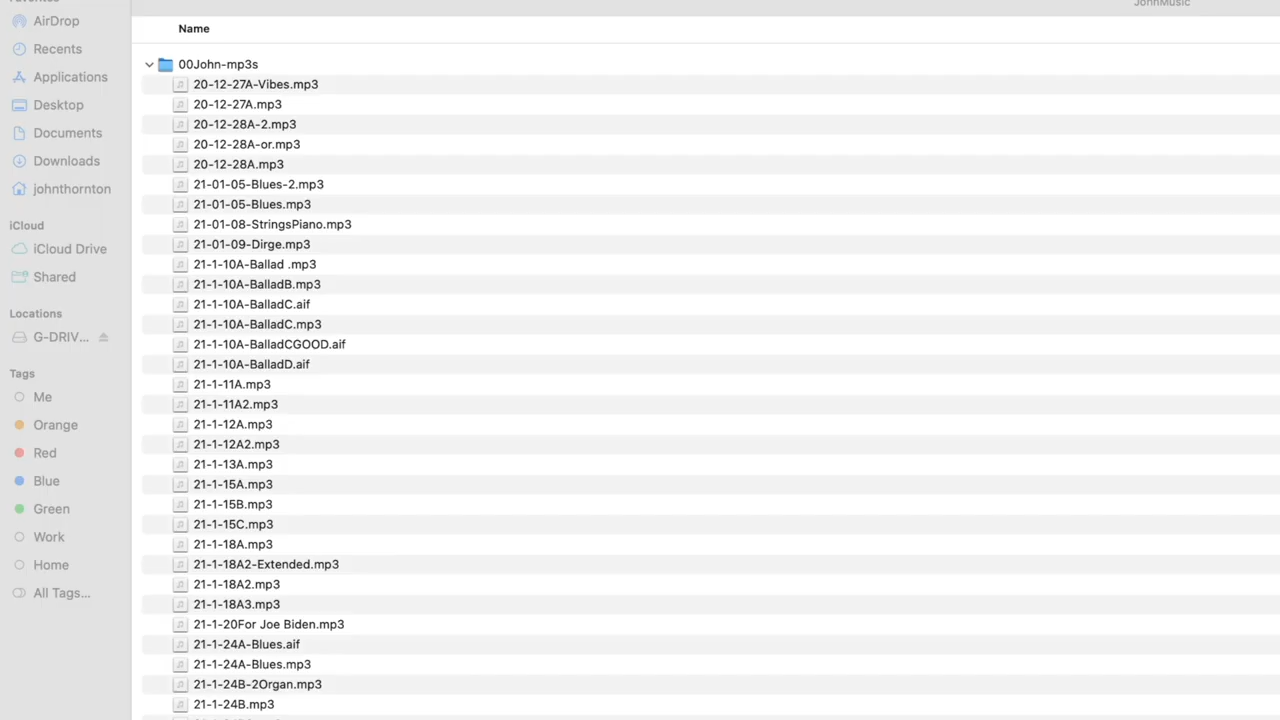 JohnMusic
Favorites
AirDrop
Recents
Applications
Desktop
Documents
Downloads
johnthornton
iCloud
iCloud Drive
Shared
Locations
G-DRIV...
Tags
Me
Orange
Red
Blue
Green
Work
Home
All Tags...
Name
00John-mp3s
20-12-27A-Vibes.mp3
20-12-27A.mp3
20-12-28A-2.mp3
20-12-28A-or.mp3
20-12-28A.mp3
21-01-05-Blues-2.mp3
21-01-05-Blues.mp3
21-01-08-StringsPiano.mp3
21-01-09-Dirge.mp3
21-1-10A-Ballad .mp3
21-1-10A-BalladB.mp3
21-1-10A-BalladC.aif
21-1-10A-BalladC.mp3
21-1-10A-BalladCGOOD.aif
21-1-10A-BalladD.aif
21-1-11A.mp3
21-1-11A2.mp3
21-1-12A.mp3
21-1-12A2.mp3
21-1-13A.mp3
21-1-15A.mp3
21-1-15B.mp3
21-1-15C.mp3
21-1-18A.mp3
21-1-18A2-Extended.mp3
21-1-18A2.mp3
21-1-18A3.mp3
21-1-20For Joe Biden.mp3
21-1-24A-Blues.aif
21-1-24A-Blues.mp3
21-1-24B-2Organ.mp3
21-1-24B.mp3